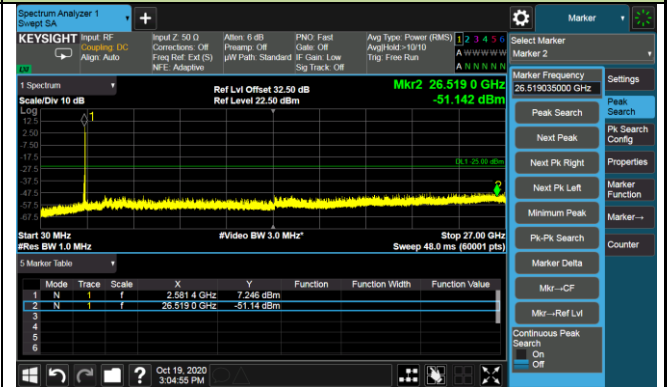 Spectrum Analyzer 1
Swept SA
Marker
KEYSIGHT Input: RF Input Z: 50 Ω Atten: 6 dB PNO: Fast Avg Type: Power (RMS) 1 2 3 4 5 6
Coupling: DC Corrections: Off Preamp: Off Gate: Off Avg|Hold:>10/10 A W W W W W
Align: Auto Freq Ref: Ext (S) µW Path: Standard IF Gain: Low Trig: Free Run
NFE: Adaptive Sig Track: Off A N N N N N
Select Marker
Marker 2
1 Spectrum
Scale/Div 10 dB
Ref Lvl Offset 32.50 dB
Ref Level 22.50 dBm
Mkr2 26.519 0 GHz
-51.142 dBm
Log
12.5
2.50
-7.50
-17.5
-27.5
-37.5
-47.5
-57.5
-67.5
1
DL1 -25.00 dBm
2
Start 30 MHz #Video BW 3.0 MHz* Stop 27.00 GHz
#Res BW 1.0 MHz Sweep 48.0 ms (60001 pts)
5 Marker Table
Mode Trace Scale X Y Function Function Width Function Value
1 N 1 f 2.581 4 GHz 7.246 dBm
2 N 1 f 26.519 0 GHz -51.14 dBm
3
4
5
6
Marker Frequency
26.519035000 GHz
Peak Search
Next Peak
Next Pk Right
Next Pk Left
Minimum Peak
Pk-Pk Search
Marker Delta
Mkr→CF
Mkr→Ref Lvl
Continuous Peak
Search
On
Off
Settings
Peak
Search
Pk Search
Config
Properties
Marker
Function
Marker→
Counter
?
Oct 19, 2020
3:04:55 PM